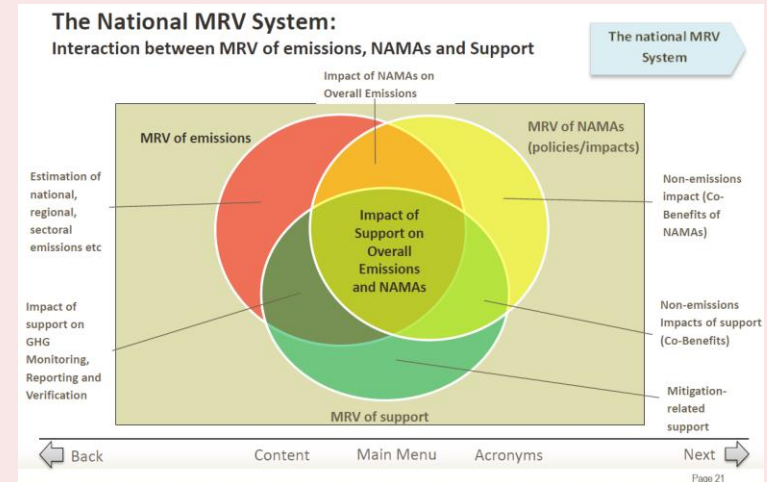 The National MRV System:
Interaction between MRV of emissions, NAMAs and Support
The national MRV
System
Impact of NAMAs on
Overall Emissions
MRV of emissions
MRV of NAMAs
(policies/impacts)
Estimation of
national,
regional,
sectoral
emissions etc
Non-emissions
impact (Co-
Benefits of
NAMAs)
Impact of
Support on
Overall
Emissions
and NAMAs
Impact of
support on
GHG
Monitoring,
Reporting and
Verification
Non-emissions
Impacts of support
(Co-Benefits)
Mitigation-
related
support
MRV of support
Back
Content
Main Menu
Acronyms
Next
Page 21